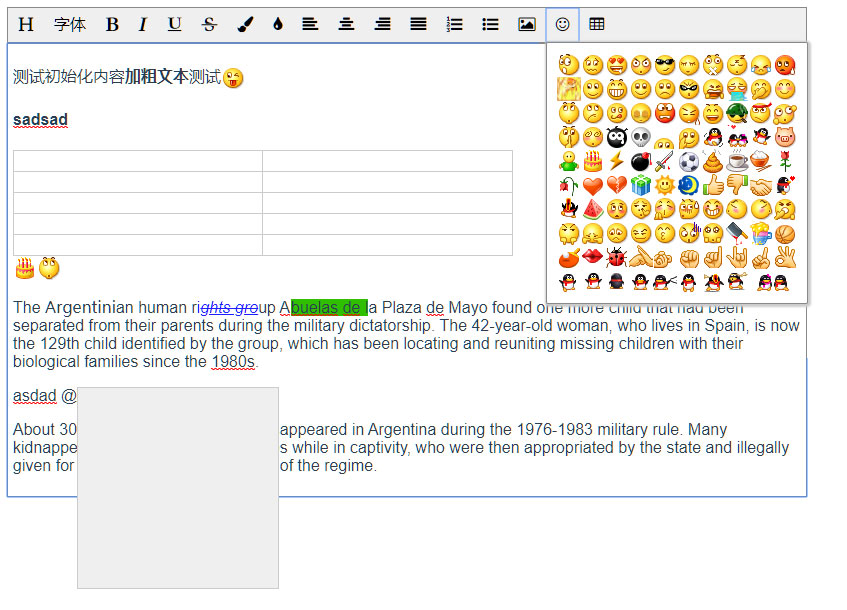 H 字体 B I U S
测试初始化内容加粗文本测试
sadsad
The Argentinian human rights group Abuelas de la Plaza de Mayo found one more child that had been
separated from their parents during the military dictatorship. The 42-year-old woman, who lives in Spain, is now
the 129th child identified by the group, which has been locating and reuniting missing children with their
biological families since the 1980s.
asdad @
About 30 appeared in Argentina during the 1976-1983 military rule. Many
kidnappe s while in captivity, who were then appropriated by the state and illegally
given for of the regime.